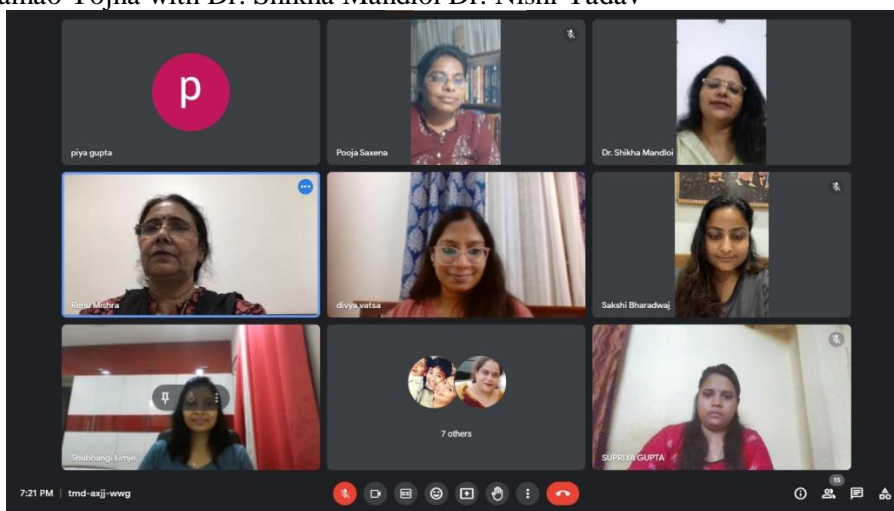 amao Yojna with Dr. Shikha Mandloi Dr. Nishi Yadav
p
piya gupta
Pooja Saxena
Dr. Shikha Mandloi
Renu Mishra
divya vatsa
Sakshi Bharadwaj
Shubhangi Limje
7 others
SUPRIYA GUPTA
7:21 PM | tmd-axjj-wwg
15